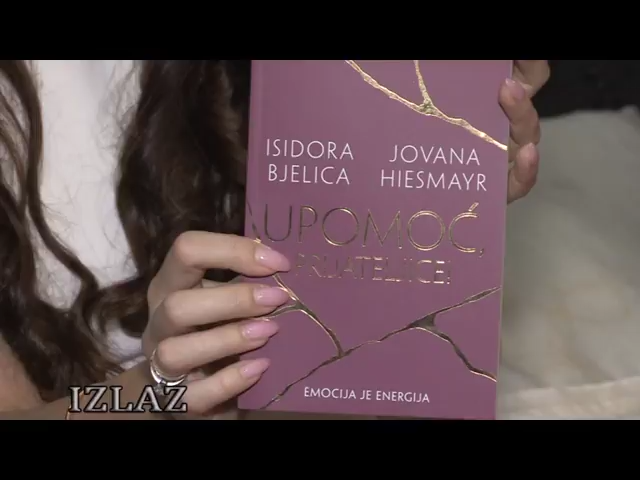 ISIDORA JOVANA
BJELICA HIESMAYR
UPOMOĆ,
PRIJATELJICE!
EMOCIJA JE ENERGIJA
IZLAZ